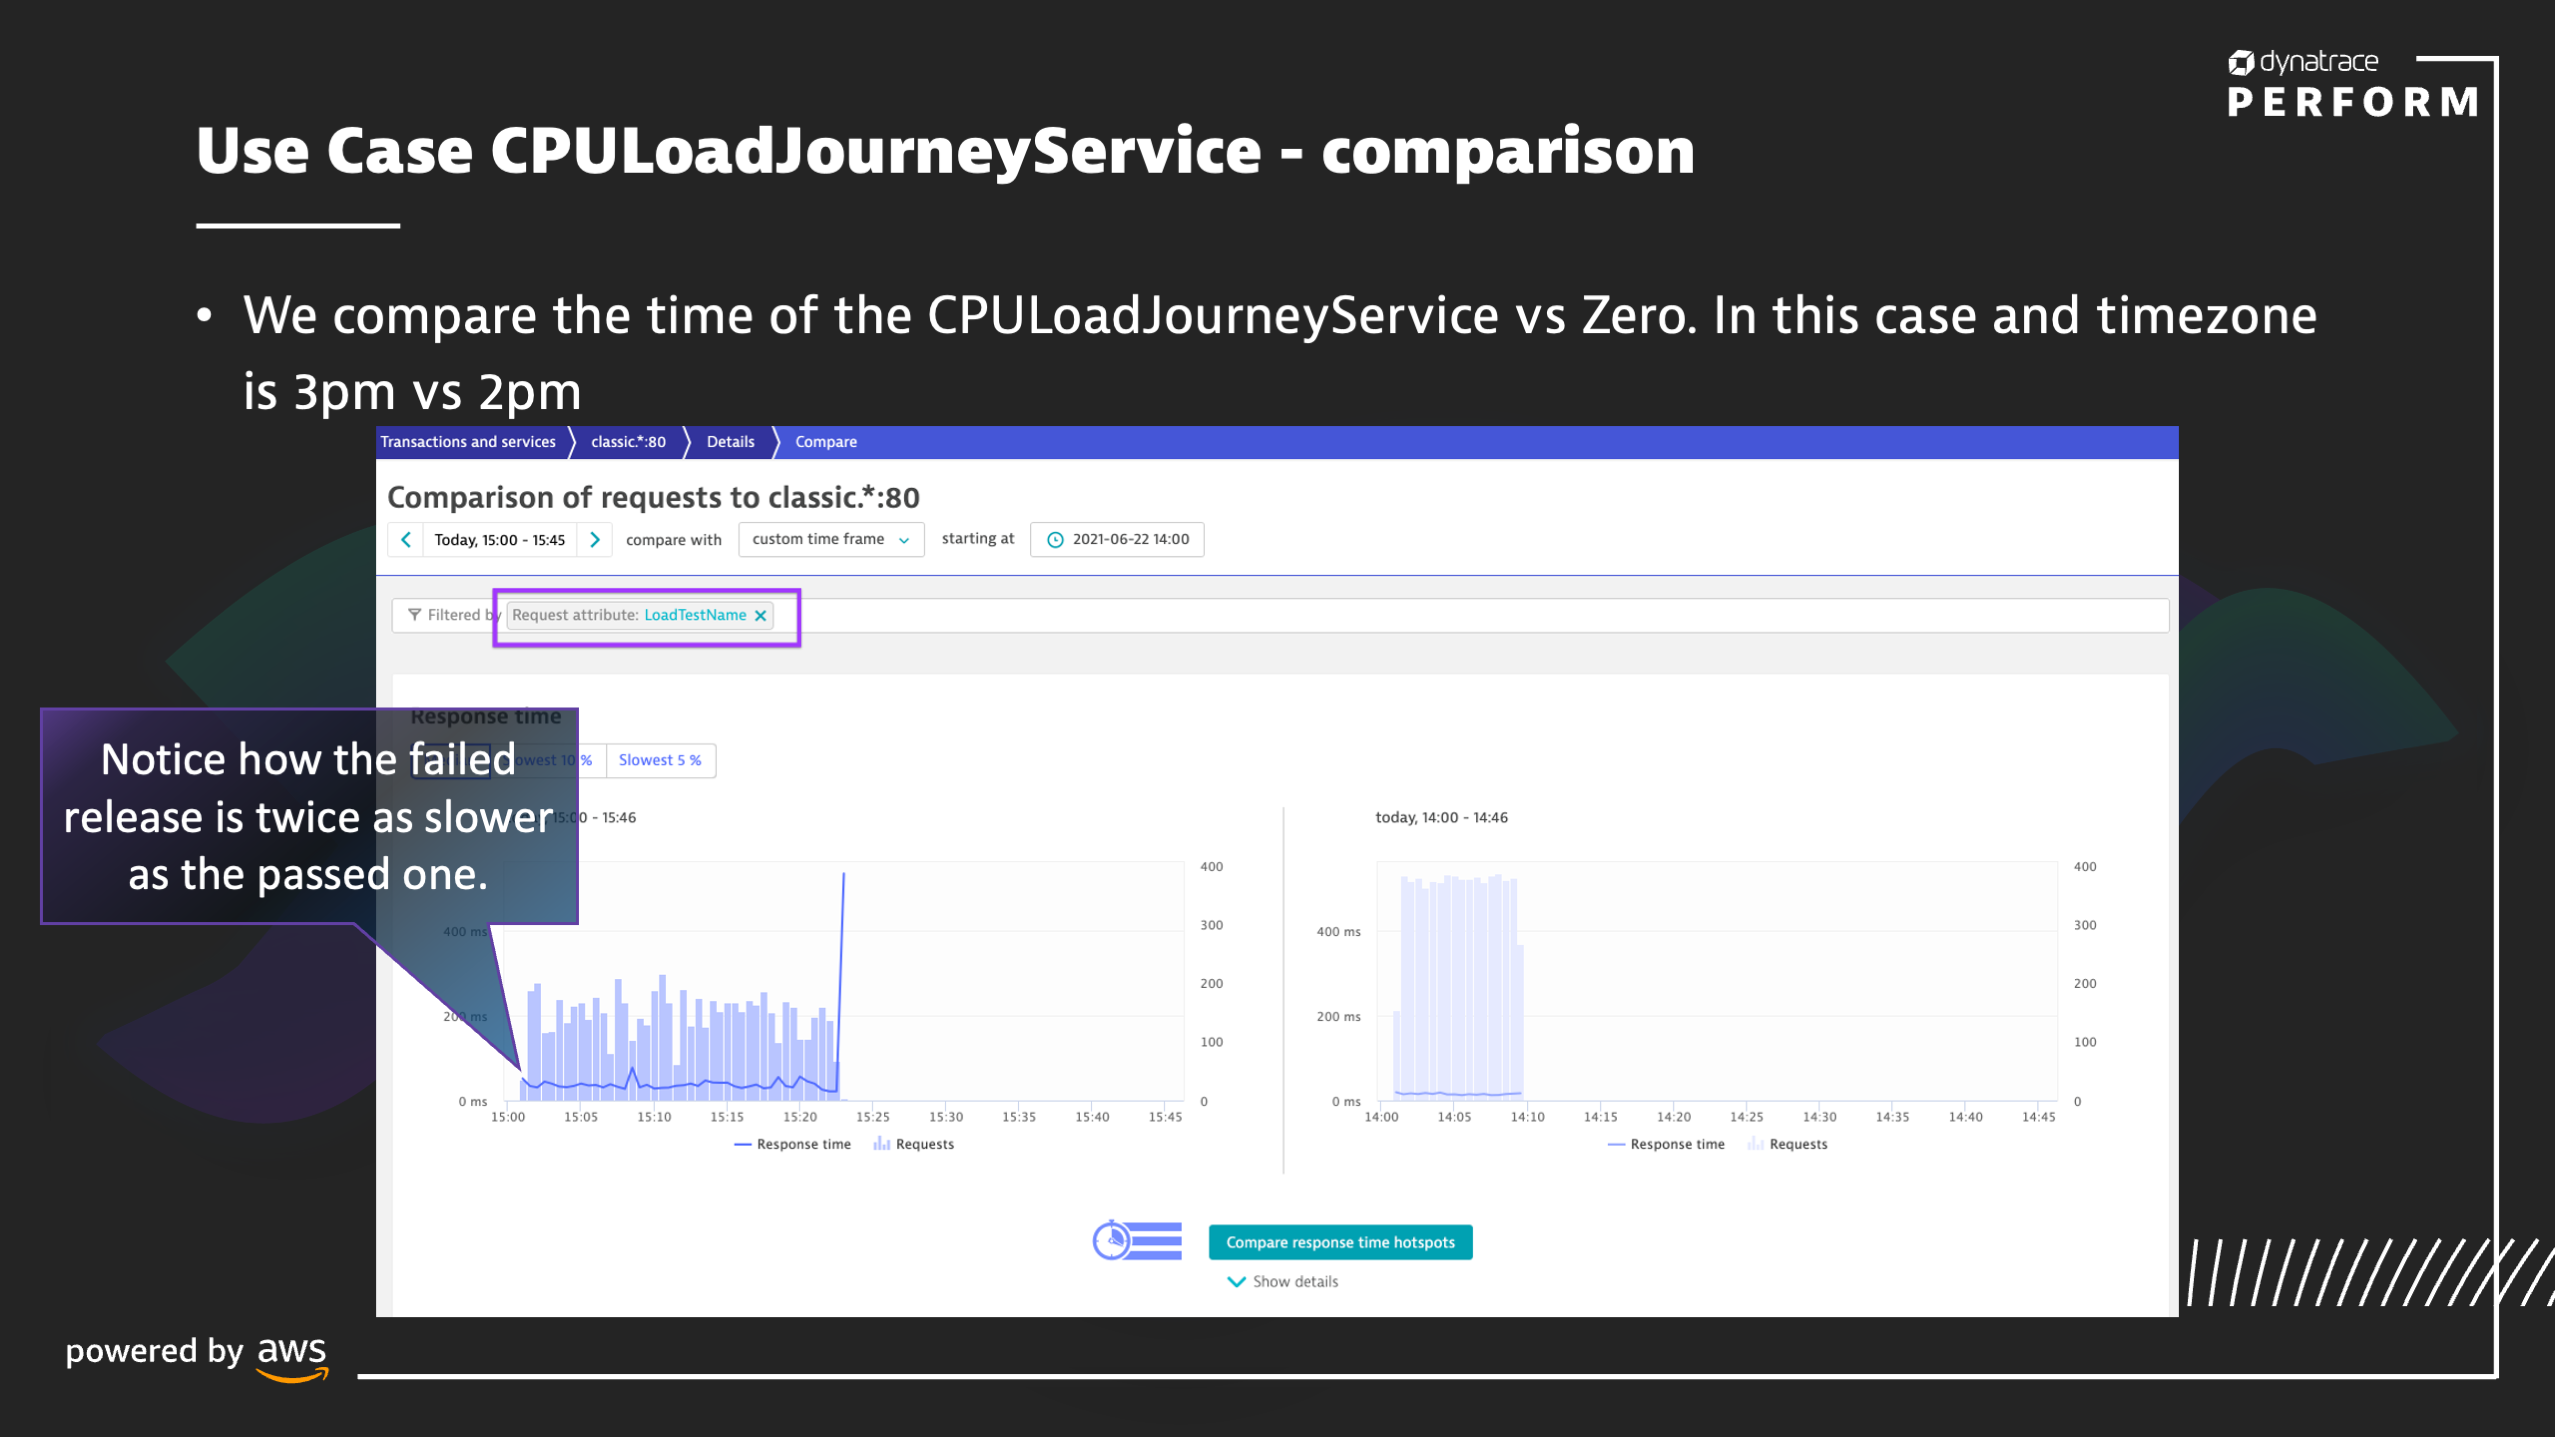 dynatrace
PERFORM
Use Case CPULoadJourneyService - comparison
• We compare the time of the CPULoadJourneyService vs Zero. In this case and timezone
is 3pm vs 2pm
Transactions and services classic.*:80 Details Compare
Comparison of requests to classic.*:80
Today, 15:00 - 15:45 compare with custom time frame starting at 2021-06-22 14:00
Filtered by Request attribute: LoadTestName
Response time
Slowest 10 % Slowest 5 %
Notice how the failed
release is twice as slower
as the passed one.
15:00 - 15:46
today, 14:00 - 14:46
400
300
400 ms
200
200 ms
100
0 ms
0
15:00 15:05 15:10 15:15 15:20 15:25 15:30 15:35 15:40 15:45
Response time Requests
400
300
400 ms
200
200 ms
100
0 ms
0
14:00 14:05 14:10 14:15 14:20 14:25 14:30 14:35 14:40 14:45
Response time Requests
Compare response time hotspots
Show details
powered by aws